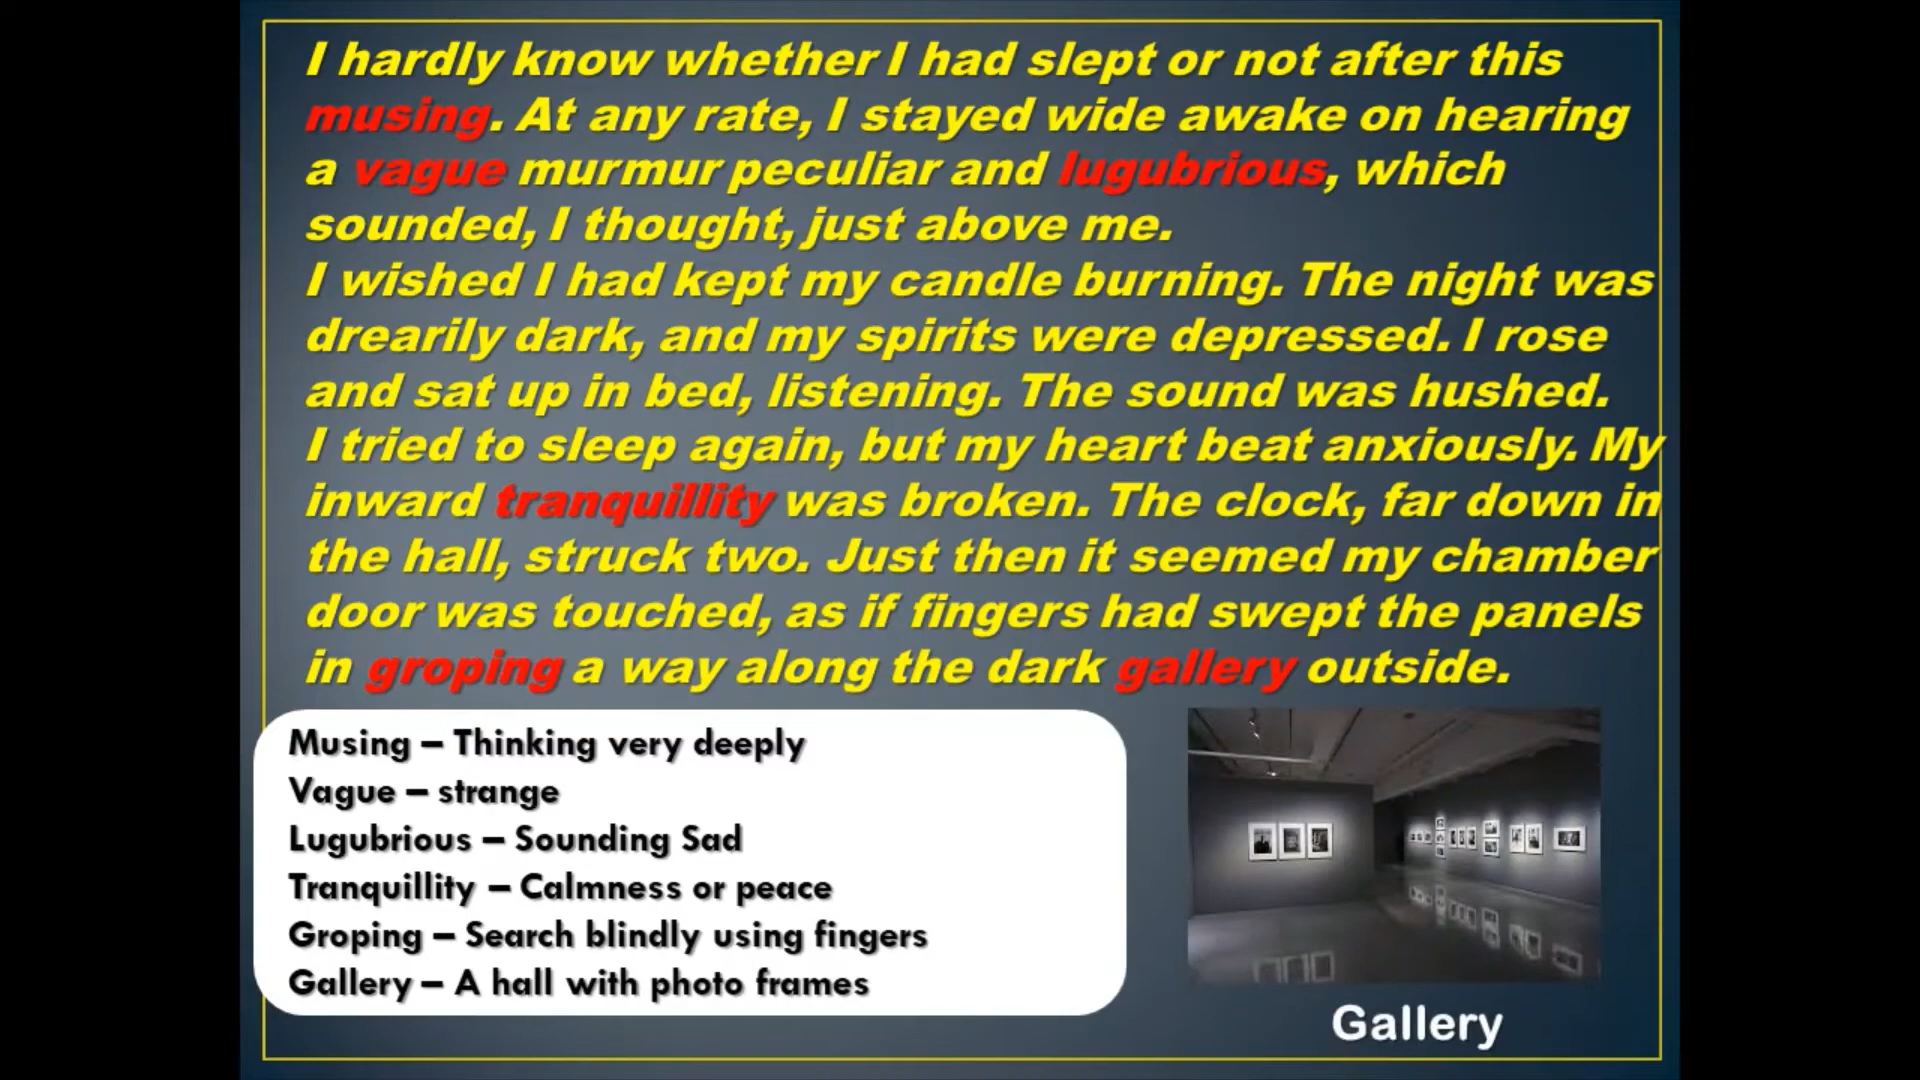 I hardly know whether I had slept or not after this
musing. At any rate, I stayed wide awake on hearing
a vague murmur peculiar and lugubrious, which
sounded, I thought, just above me.
I wished I had kept my candle burning. The night was
drearily dark, and my spirits were depressed. I rose
and sat up in bed, listening. The sound was hushed.
I tried to sleep again, but my heart beat anxiously. My
inward tranquillity was broken. The clock, far down in
the hall, struck two. Just then it seemed my chamber
door was touched, as if fingers had swept the panels
in groping a way along the dark gallery outside.
Musing – Thinking very deeply
Vague – strange
Lugubrious – Sounding Sad
Tranquillity – Calmness or peace
Groping – Search blindly using fingers
Gallery – A hall with photo frames
Gallery